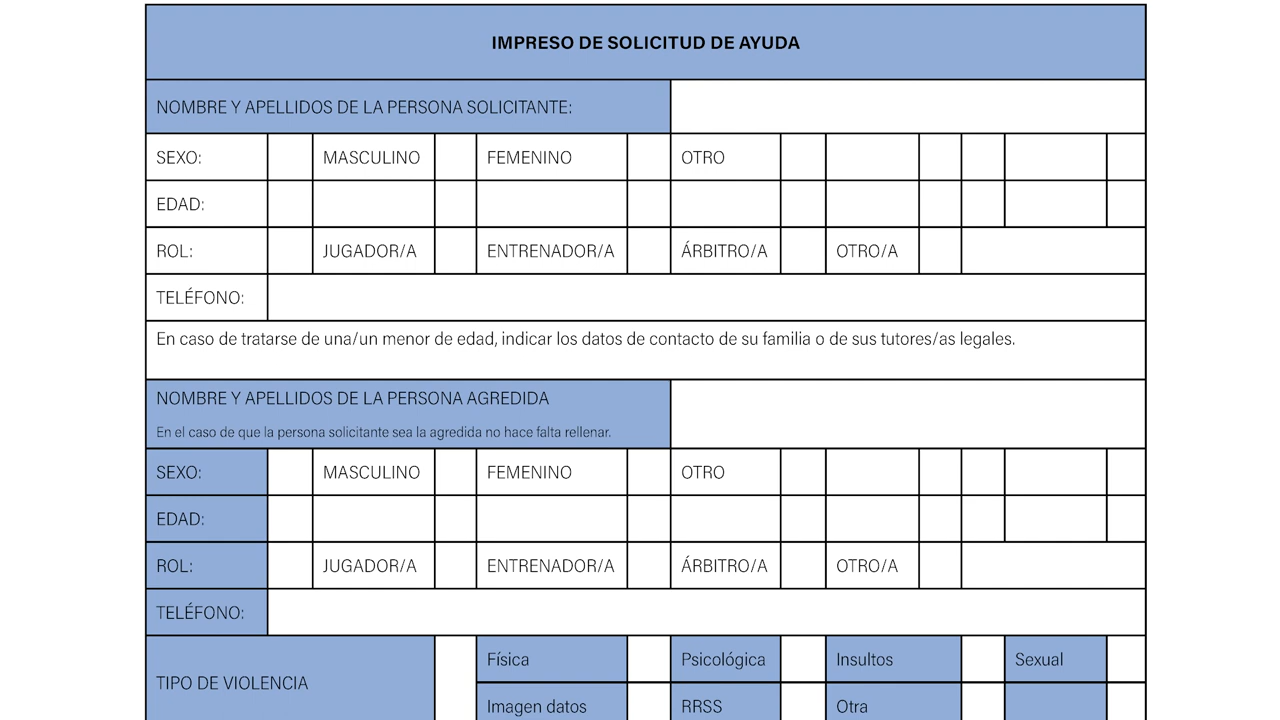 IMPRESO DE SOLICITUD DE AYUDA
NOMBRE Y APELLIDOS DE LA PERSONA SOLICITANTE:
SEXO: MASCULINO FEMENINO OTRO
EDAD:
ROL: JUGADOR/A ENTRENADOR/A ÁRBITRO/A OTRO/A
TELÉFONO:
En caso de tratarse de una/un menor de edad, indicar los datos de contacto de su familia o de sus tutores/as legales.
NOMBRE Y APELLIDOS DE LA PERSONA AGREDIDA
En el caso de que la persona solicitante sea la agredida no hace falta rellenar.
SEXO: MASCULINO FEMENINO OTRO
EDAD:
ROL: JUGADOR/A ENTRENADOR/A ÁRBITRO/A OTRO/A
TELÉFONO:
TIPO DE VIOLENCIA
Física Psicológica Insultos Sexual
Imagen datos RRSS Otra